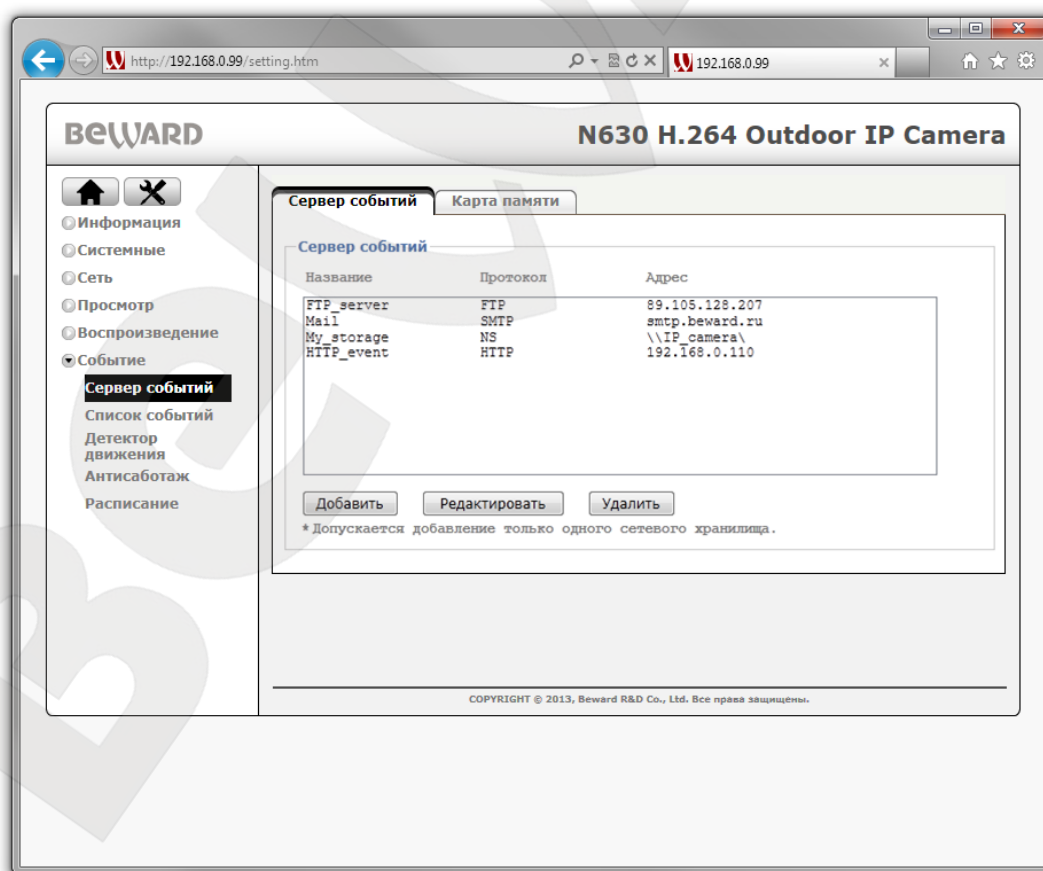 http://192.168.0.99/setting.htm
192.168.0.99
BEWARD
N630 H.264 Outdoor IP Camera
Информация
Системные
Сеть
Просмотр
Воспроизведение
Событие
Сервер событий
Список событий
Детектор
движения
Антисаботаж
Расписание
Сервер событий
Карта памяти
Сервер событий
Название Протокол Адрес
FTP_server FTP 89.105.128.207
Mail SMTP smtp.beward.ru
My_storage NS \\IP_camera\
HTTP_event HTTP 192.168.0.110
Добавить Редактировать Удалить
*Допускается добавление только одного сетевого хранилища.
COPYRIGHT © 2013, Beward R&D Co., Ltd. Все права защищены.